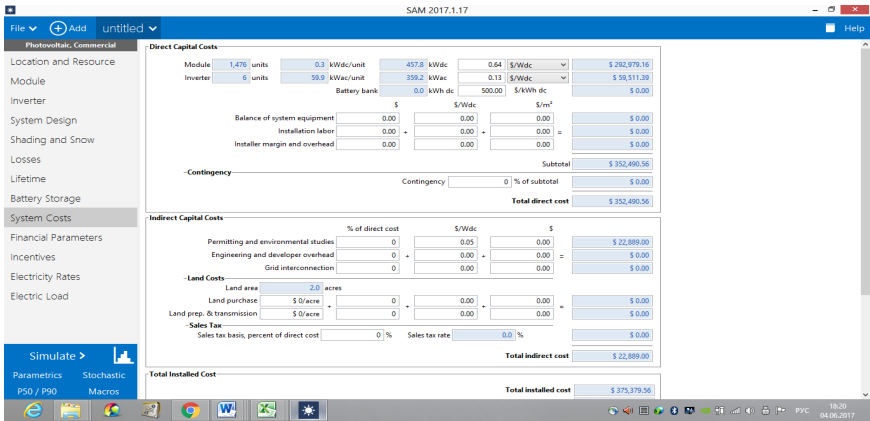 SAM 2017.1.17
File Add untitled Help
Photovoltaic, Commercial
Location and Resource
Module
Inverter
System Design
Shading and Snow
Losses
Lifetime
Battery Storage
System Costs
Financial Parameters
Incentives
Electricity Rates
Electric Load
Simulate >
Parametrics Stochastic
P50 / P90 Macros
Direct Capital Costs
Module 1,476 units 0.3 kWdc/unit 457.8 kWdc 0.64 $/Wdc $ 292,979.16
Inverter 6 units 59.9 kWac/unit 359.2 kWac 0.13 $/Wdc $ 59,511.39
Battery bank 0.0 kWh dc 500.00 $/kWh dc $ 0.00
$ $/Wdc $/m²
Balance of system equipment 0.00 0.00 0.00 $ 0.00
Installation labor 0.00 + 0.00 + 0.00 = $ 0.00
Installer margin and overhead 0.00 0.00 0.00 $ 0.00
Subtotal $ 352,490.56
Contingency
Contingency 0 % of subtotal $ 0.00
Total direct cost $ 352,490.56
Indirect Capital Costs
% of direct cost $/Wdc $
Permitting and environmental studies 0 0.05 0.00 $ 22,889.00
Engineering and developer overhead 0 + 0.00 + 0.00 = $ 0.00
Grid interconnection 0 0.00 0.00 $ 0.00
Land Costs
Land area 2.0 acres
Land purchase $ 0/acre + 0 + 0.00 + 0.00 = $ 0.00
Land prep. & transmission $ 0/acre 0 0.00 0.00 $ 0.00
Sales Tax
Sales tax basis, percent of direct cost 0 % Sales tax rate 0.0 % $ 0.00
Total indirect cost $ 22,889.00
Total Installed Cost
Total installed cost $ 375,379.56
РУС 18:20
04.06.2017